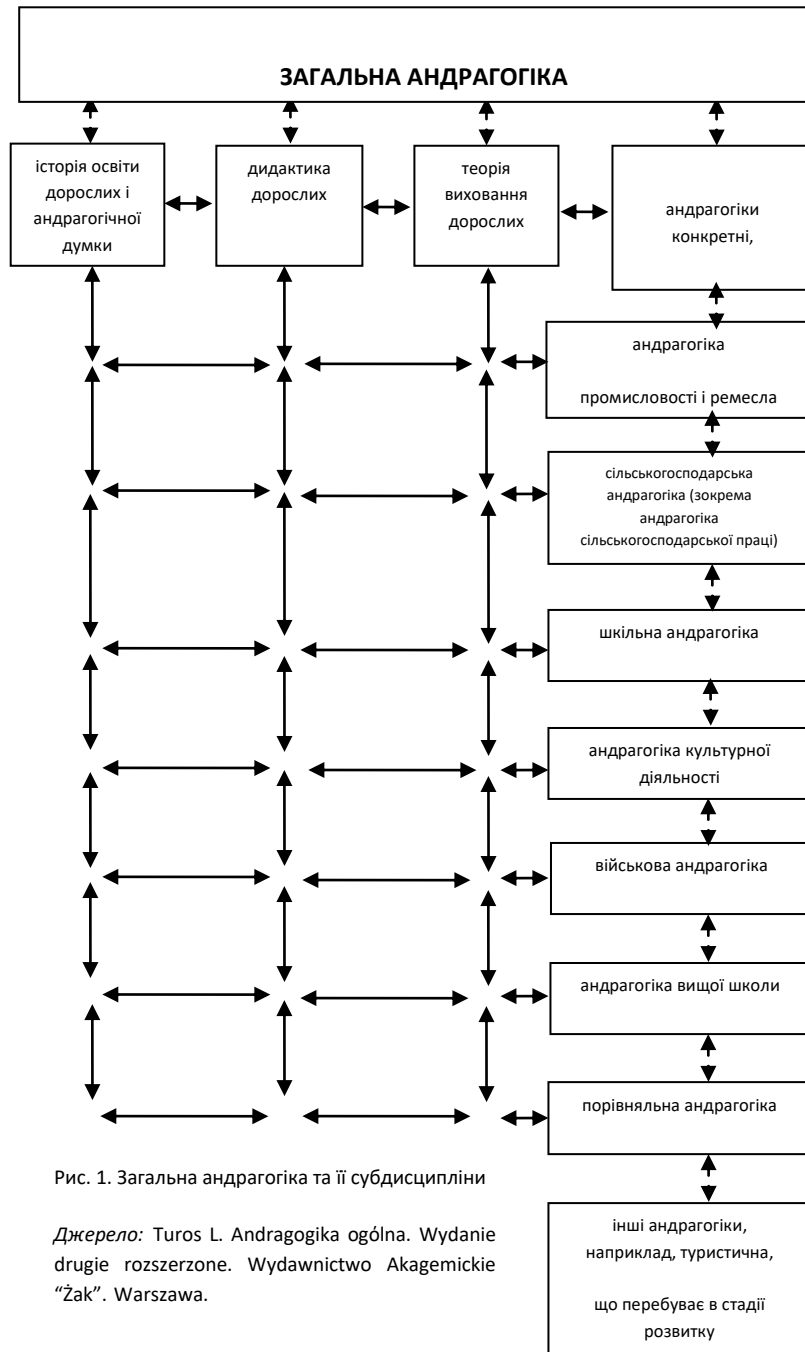 ЗАГАЛЬНА АНДРАГОГІКА
історія освіти
дорослих і
андрагогічної
думки
дидактика
дорослих
теорія
виховання
дорослих
андрагогіки
конкретні,
андрагогіка
промисловості і ремесла
сільськогосподарська
андрагогіка (зокрема
андрагогіка
сільськогосподарської праці)
шкільна андрагогіка
андрагогіка культурної
діяльності
військова андрагогіка
андрагогіка вищої школи
порівняльна андрагогіка
інші андрагогіки,
наприклад, туристична,
що перебуває в стадії
розвитку
Рис. 1. Загальна андрагогіка та її субдисципліни
Джерело: Turos L. Andragogika ogólna. Wydanie
drugie rozszerzone. Wydawnictwo Akagemickie
“Żak”. Warszawa.